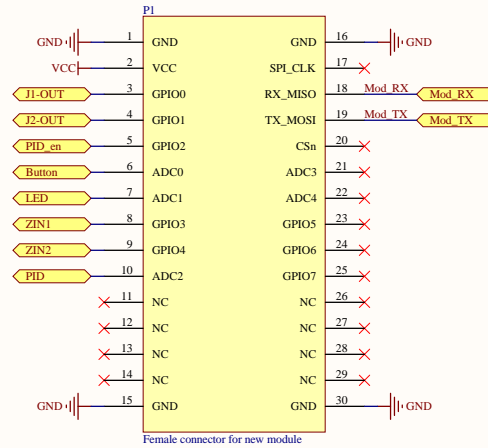 P1
GND 1 GND GND 16 GND
VCC 2 VCC SPI_CLK 17
J1-OUT 3 GPIO0 RX_MISO 18 Mod_RX Mod_RX
J2-OUT 4 GPIO1 TX_MOSI 19 Mod_TX Mod_TX
PID_en 5 GPIO2 CSn 20
Button 6 ADC0 ADC3 21
LED 7 ADC1 ADC4 22
ZIN1 8 GPIO3 GPIO5 23
ZIN2 9 GPIO4 GPIO6 24
PID 10 ADC2 GPIO7 25
11 NC NC 26
12 NC NC 27
13 NC NC 28
14 NC NC 29
GND 15 GND GND 30 GND
Female connector for new module